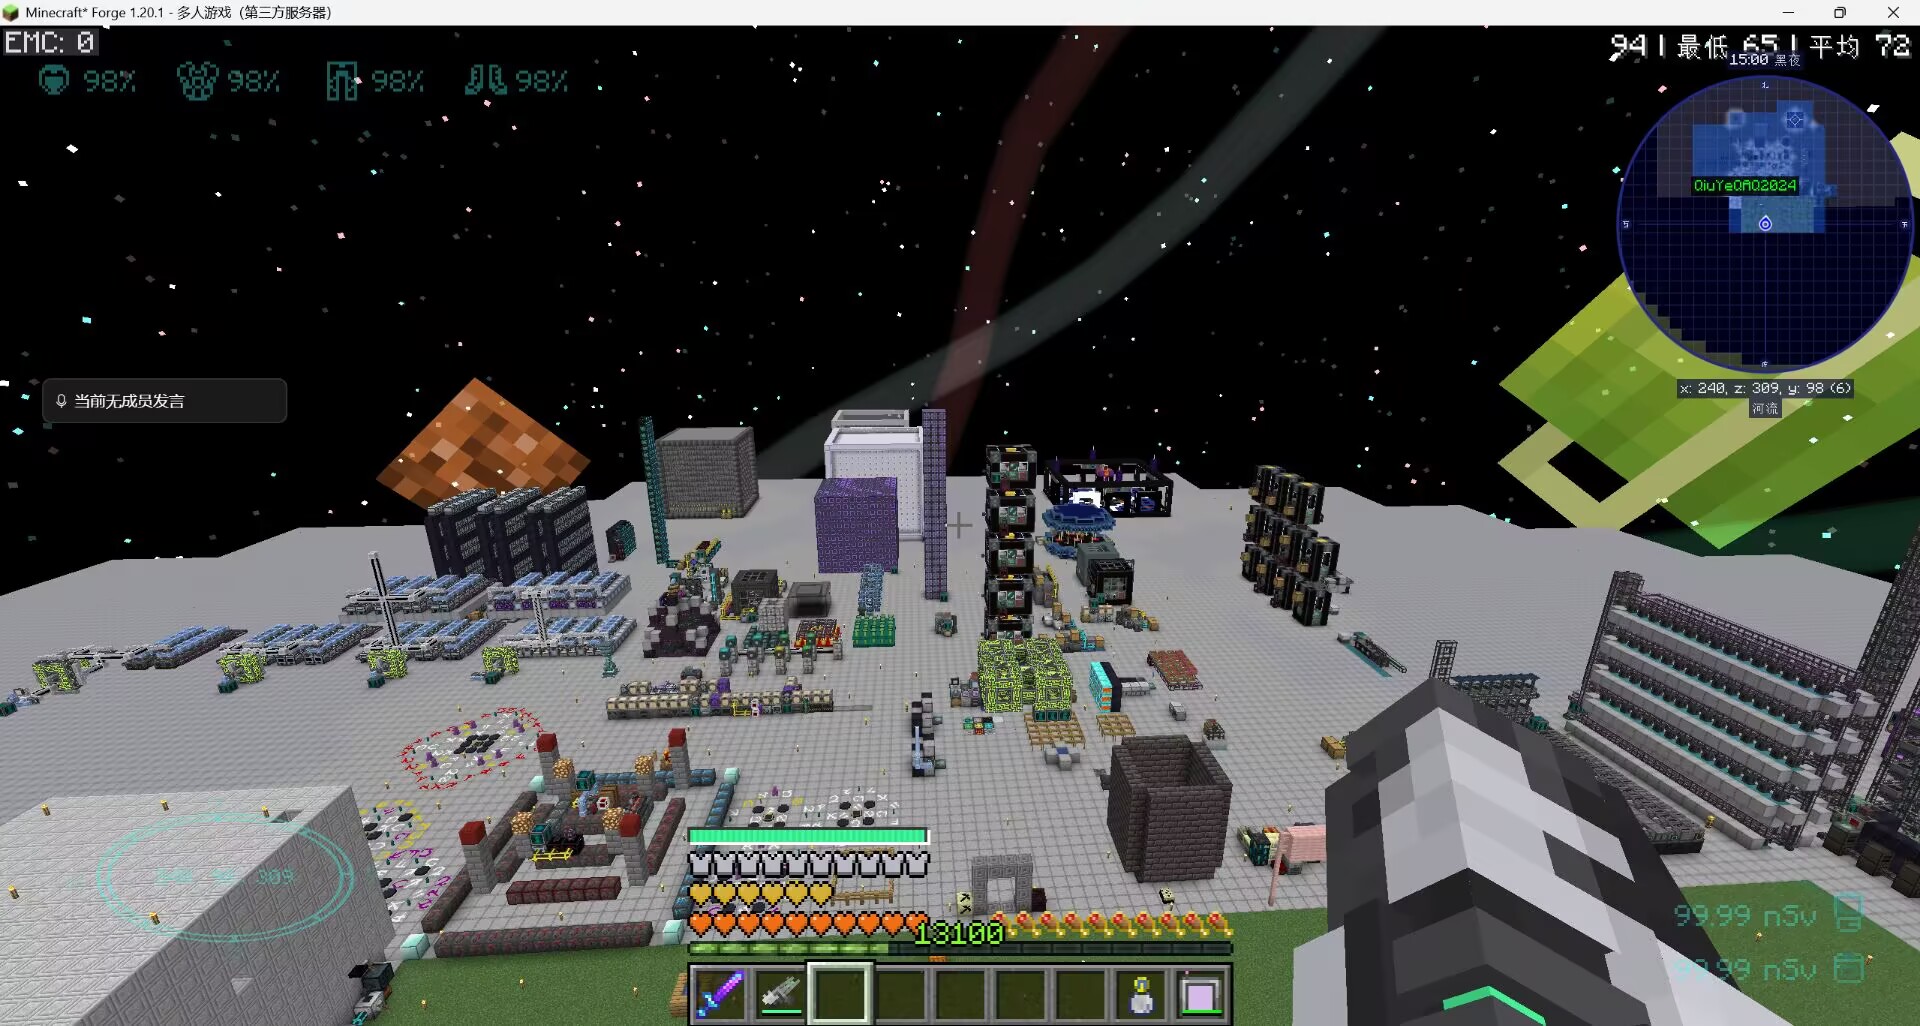 Minecraft* Forge 1.20.1 - 多人游戏（第三方服务器）
EMC: 0
94 | 最低 65 | 平均 72
98% 98% 98% 98%
15:00 黑夜
北
QiuYeQAQ2024
x: 240, z: 309, y: 98 (6)
河流
当前无成员发言
309
13100
99.99 nSv
99.99 nSv